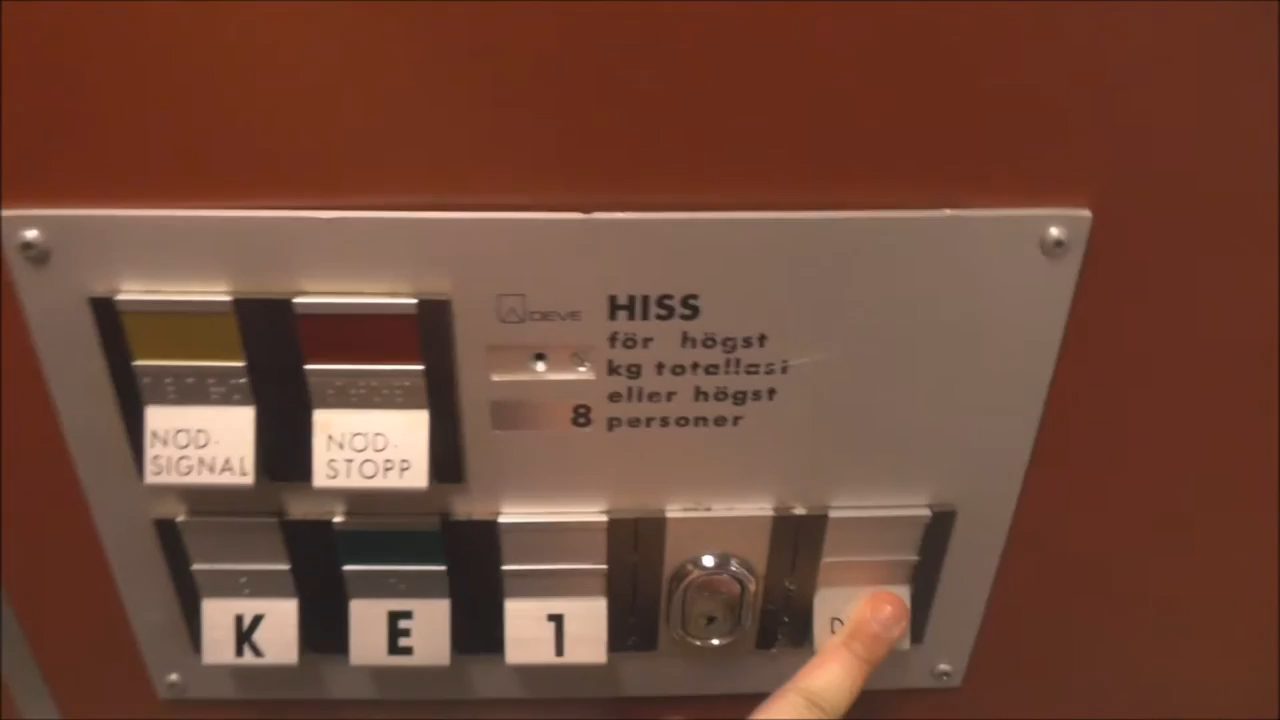 NÖD-
SIGNAL
NÖD-
STOPP
DEVE
HISS
för högst
kg totallast
eller högst
8 personer
K
E
1
D